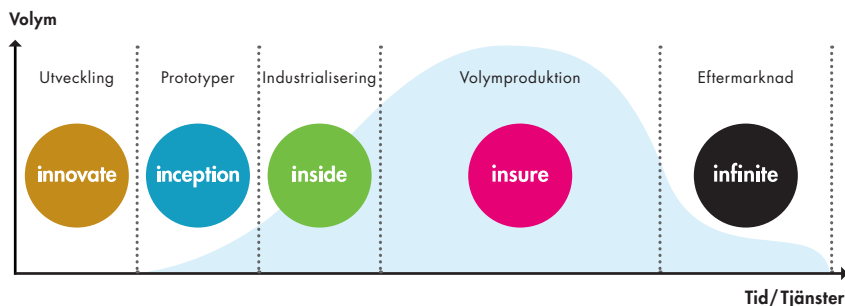 Volym
Utveckling
Prototyper
Industrialisering
Volymproduktion
Eftermarknad
innovate
inception
inside
insure
infinite
Tid/Tjänster